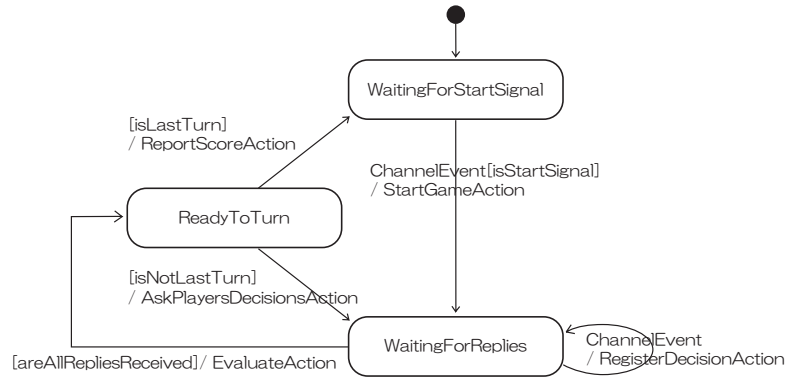 WaitingForStartSignal
[isLastTurn]
/ ReportScoreAction
ChannelEvent[isStartSignal]
/ StartGameAction
ReadyToTurn
[isNotLastTurn]
/ AskPlayersDecisionsAction
WaitingForReplies
ChannelEvent
/ RegisterDecisionAction
[areAllRepliesReceived]/ EvaluateAction